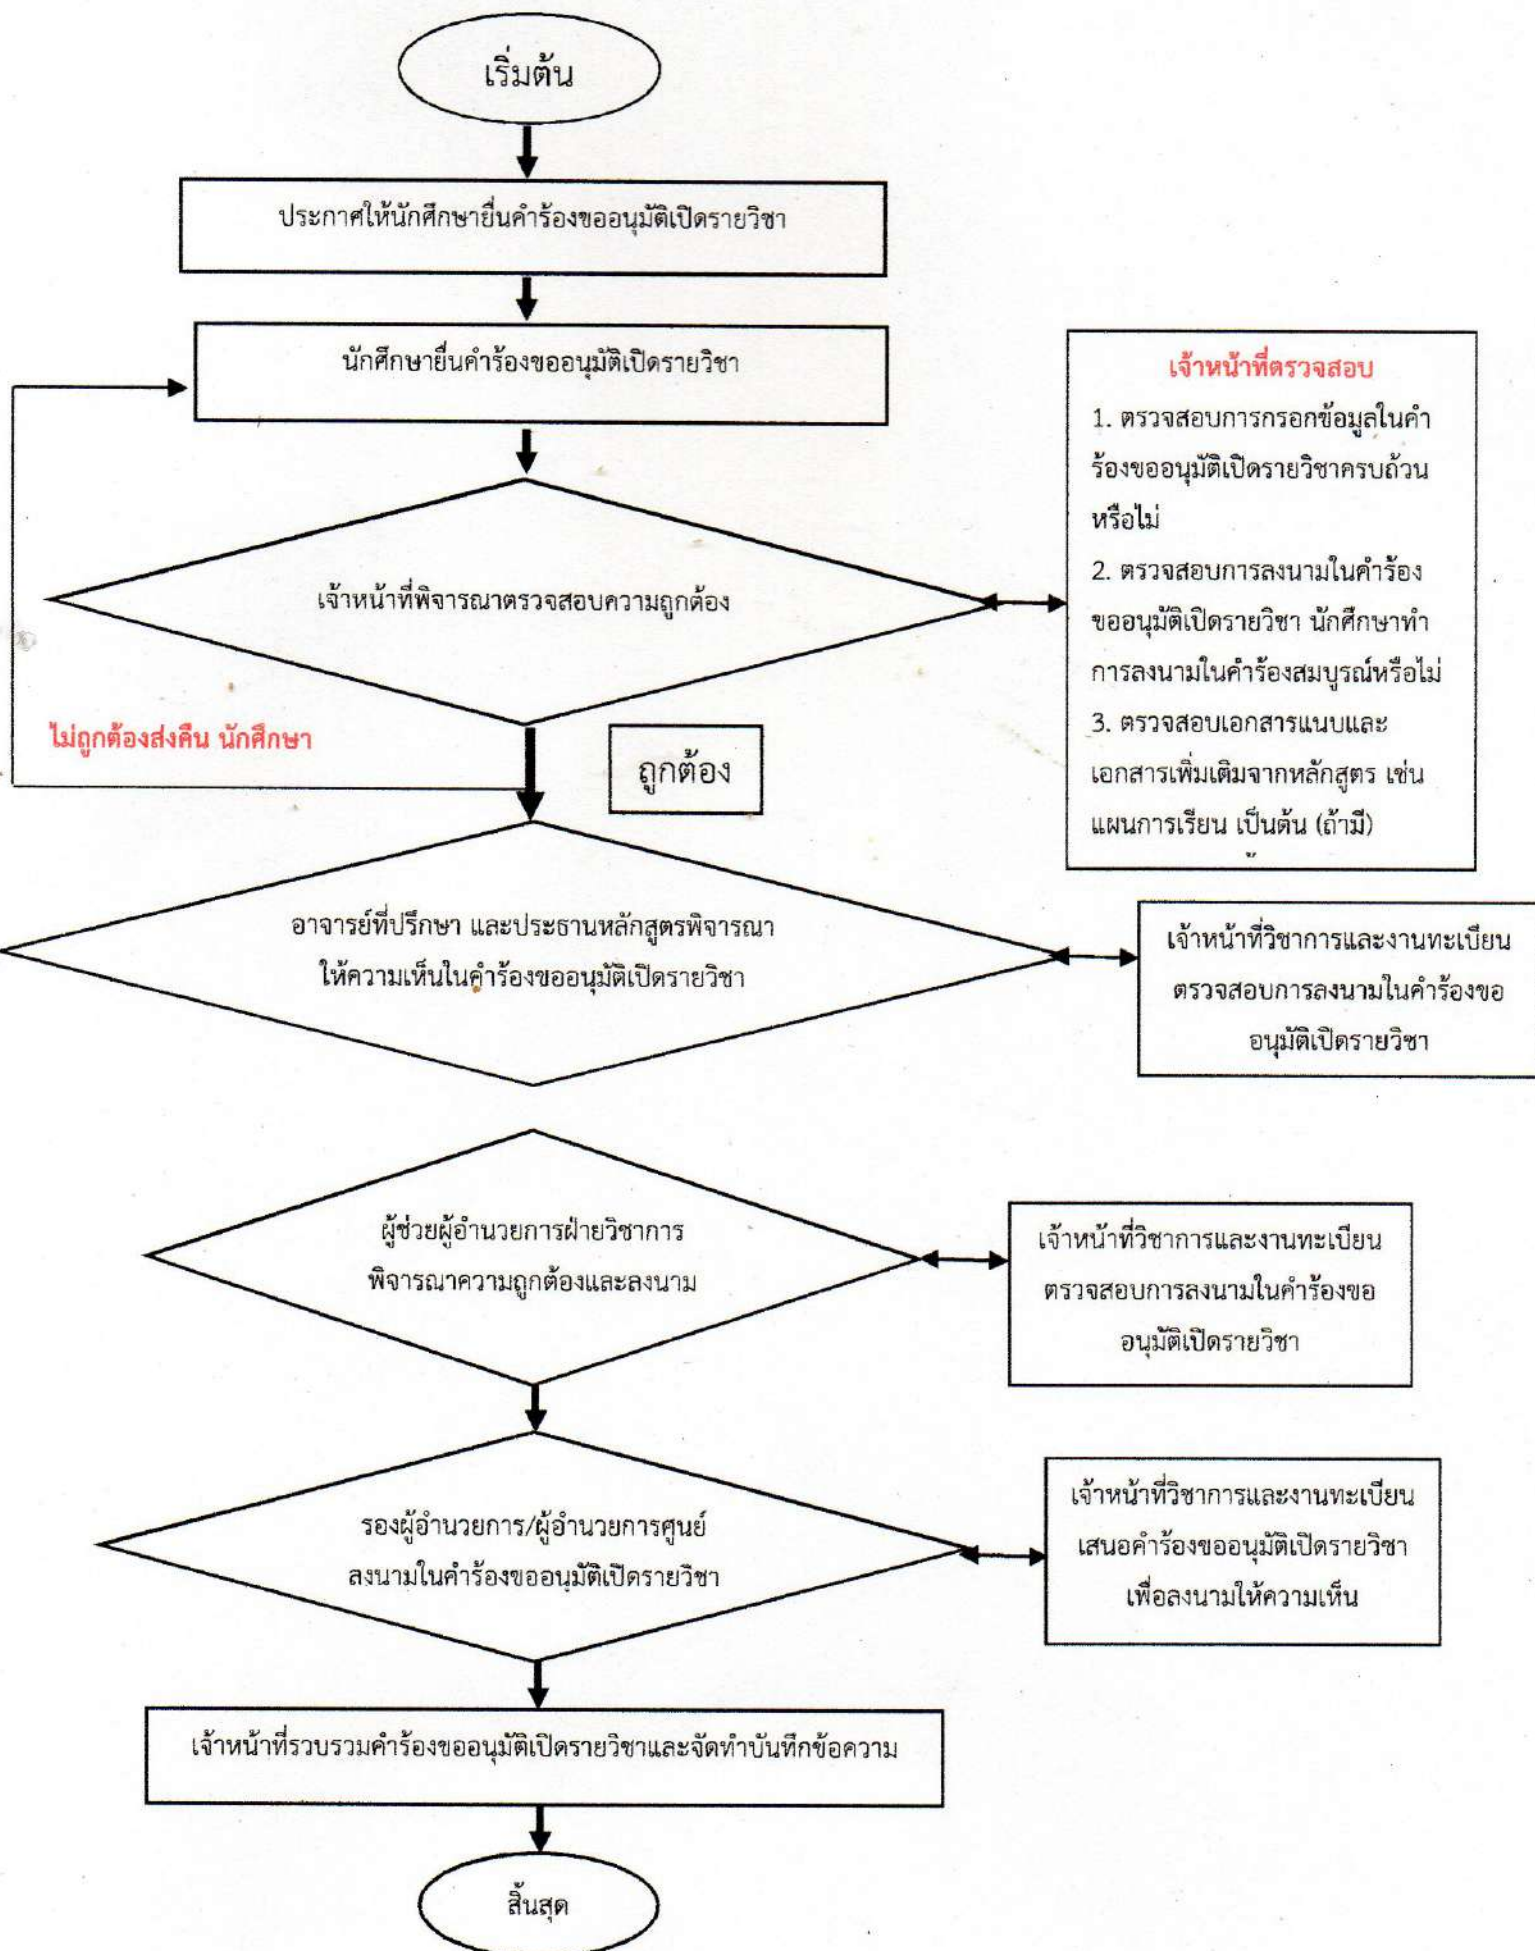 เริ่มต้น
ประกาศให้นักศึกษายื่นคำร้องขออนุมัติเปิดรายวิชา
นักศึกษายื่นคำร้องขออนุมัติเปิดรายวิชา
เจ้าหน้าที่ตรวจสอบ
1. ตรวจสอบการกรอกข้อมูลในคำ
ร้องขออนุมัติเปิดรายวิชาครบถ้วน
หรือไม่
2. ตรวจสอบการลงนามในคำร้อง
ขออนุมัติเปิดรายวิชา นักศึกษาทำ
การลงนามในคำร้องสมบูรณ์หรือไม่
3. ตรวจสอบเอกสารแนบและ
เอกสารเพิ่มเติมจากหลักสูตร เช่น
แผนการเรียน เป็นต้น (ถ้ามี)
เจ้าหน้าที่พิจารณาตรวจสอบความถูกต้อง
ไม่ถูกต้องส่งคืน นักศึกษา
ถูกต้อง
อาจารย์ที่ปรึกษา และประธานหลักสูตรพิจารณา
ให้ความเห็นในคำร้องขออนุมัติเปิดรายวิชา
เจ้าหน้าที่วิชาการและงานทะเบียน
ตรวจสอบการลงนามในคำร้องขอ
อนุมัติเปิดรายวิชา
ผู้ช่วยผู้อำนวยการฝ่ายวิชาการ
พิจารณาความถูกต้องและลงนาม
เจ้าหน้าที่วิชาการและงานทะเบียน
ตรวจสอบการลงนามในคำร้องขอ
อนุมัติเปิดรายวิชา
รองผู้อำนวยการ/ผู้อำนวยการศูนย์
ลงนามในคำร้องขออนุมัติเปิดรายวิชา
เจ้าหน้าที่วิชาการและงานทะเบียน
เสนอคำร้องขออนุมัติเปิดรายวิชา
เพื่อลงนามให้ความเห็น
เจ้าหน้าที่รวบรวมคำร้องขออนุมัติเปิดรายวิชาและจัดทำบันทึกข้อความ
สิ้นสุด